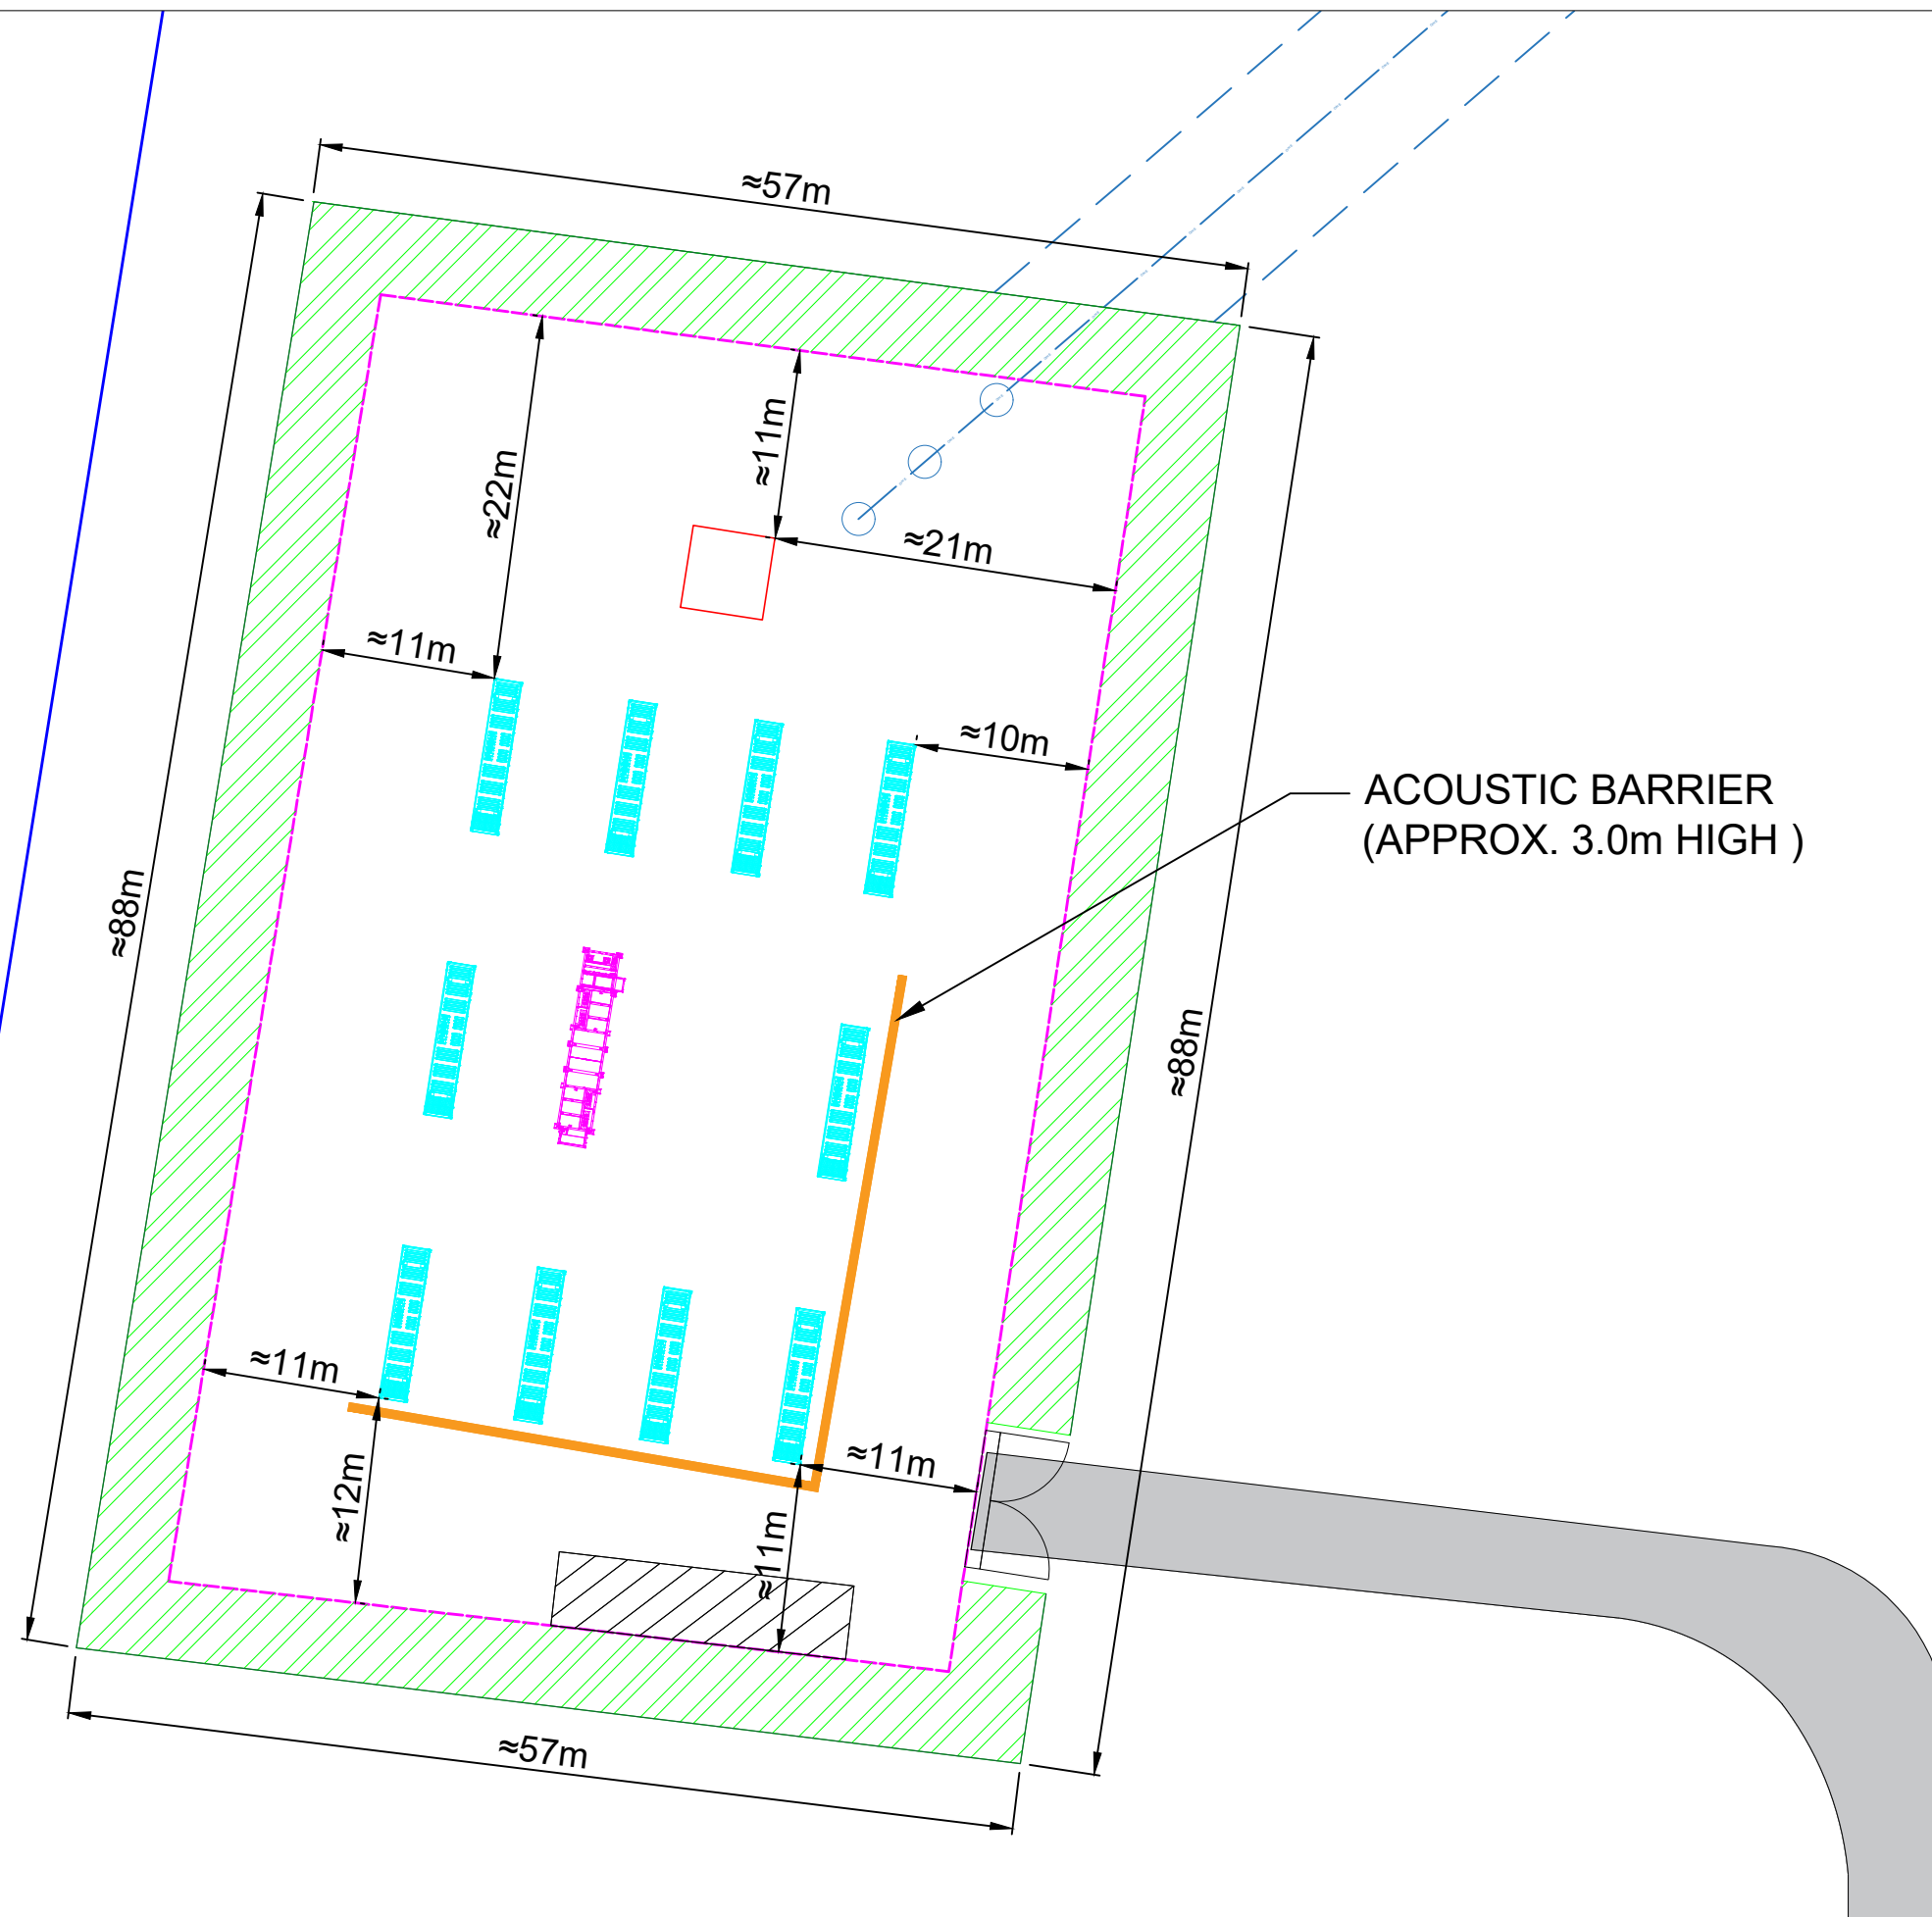 ≈57m
≈11m
≈22m
≈21m
≈11m
≈10m
ACOUSTIC BARRIER
(APPROX. 3.0m HIGH )
≈88m
≈88m
≈11m
≈11m
≈12m
≈11m
≈57m